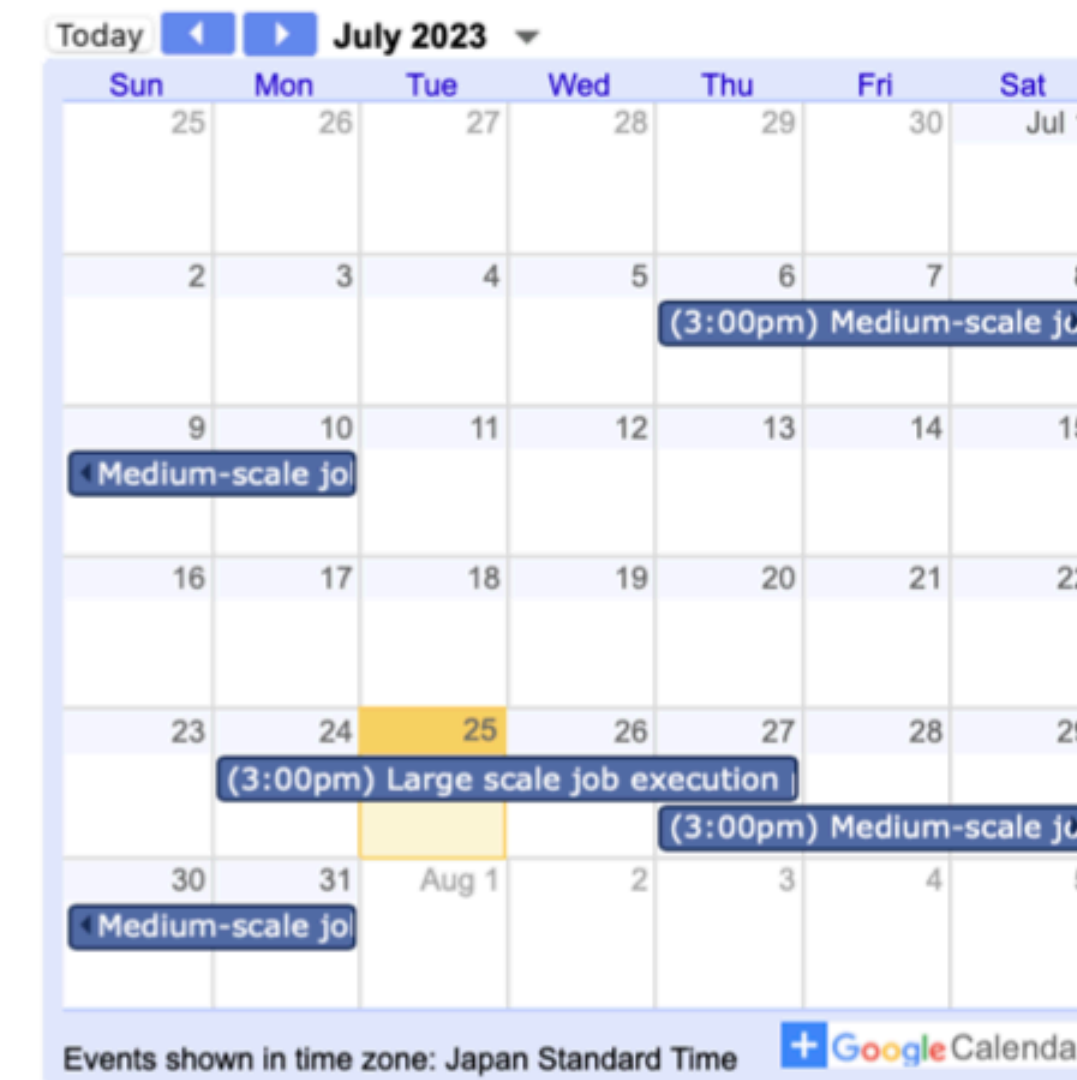 Today July 2023
Sun Mon Tue Wed Thu Fri Sat
25 26 27 28 29 30 Jul
2 3 4 5 6 7
(3:00pm) Medium-scale
9 10 11 12 13 14
Medium-scale
16 17 18 19 20 21
23 24 25 26 27 28
(3:00pm) Large scale job execution
(3:00pm) Medium-scale
30 31 Aug 1 2 3 4
Medium-scale
Events shown in time zone: Japan Standard Time
+ Google Calenda